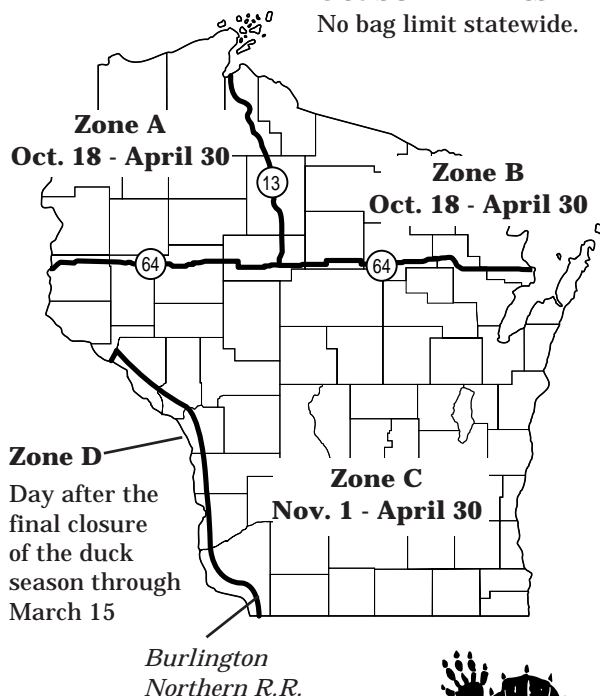 No bag limit statewide.
Zone A
Oct. 18 - April 30
13
Zone B
Oct. 18 - April 30
64
64
Zone D
Day after the
final closure
of the duck
season through
March 15
Zone C
Nov. 1 - April 30
Burlington
Northern R.R.